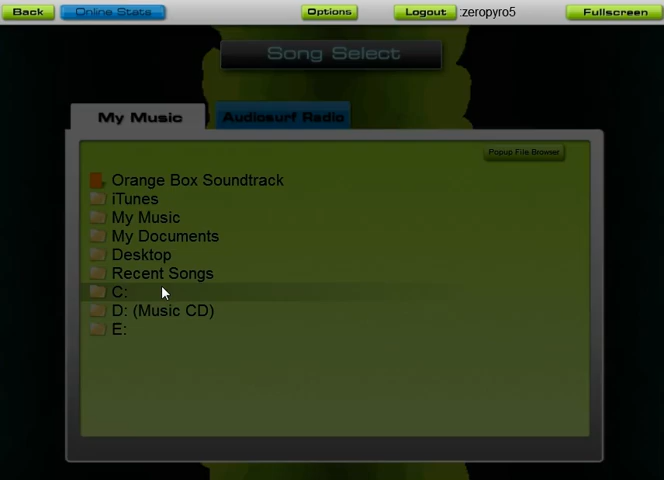 Back Online Stats Options Logout :zeropyro5 Fullscreen
Song Select
My Music Audiosurf Radio
Popup File Browser
Orange Box Soundtrack
iTunes
My Music
My Documents
Desktop
Recent Songs
C:
D: (Music CD)
E: